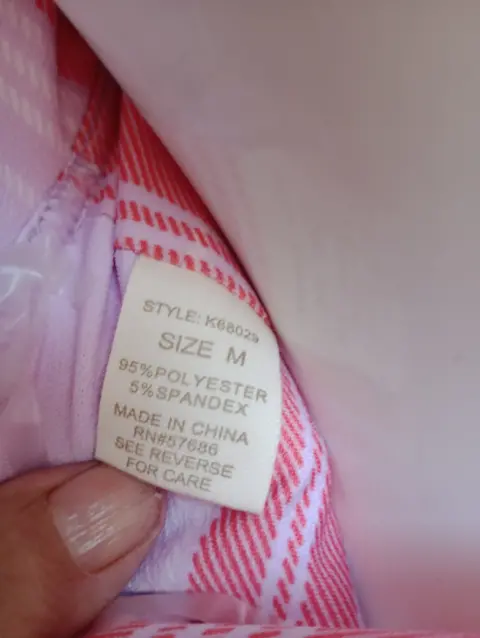 STYLE: K68029
SIZE M
95%POLYESTER
5%SPANDEX
MADE IN CHINA
RN#57686
SEE REVERSE
FOR CARE